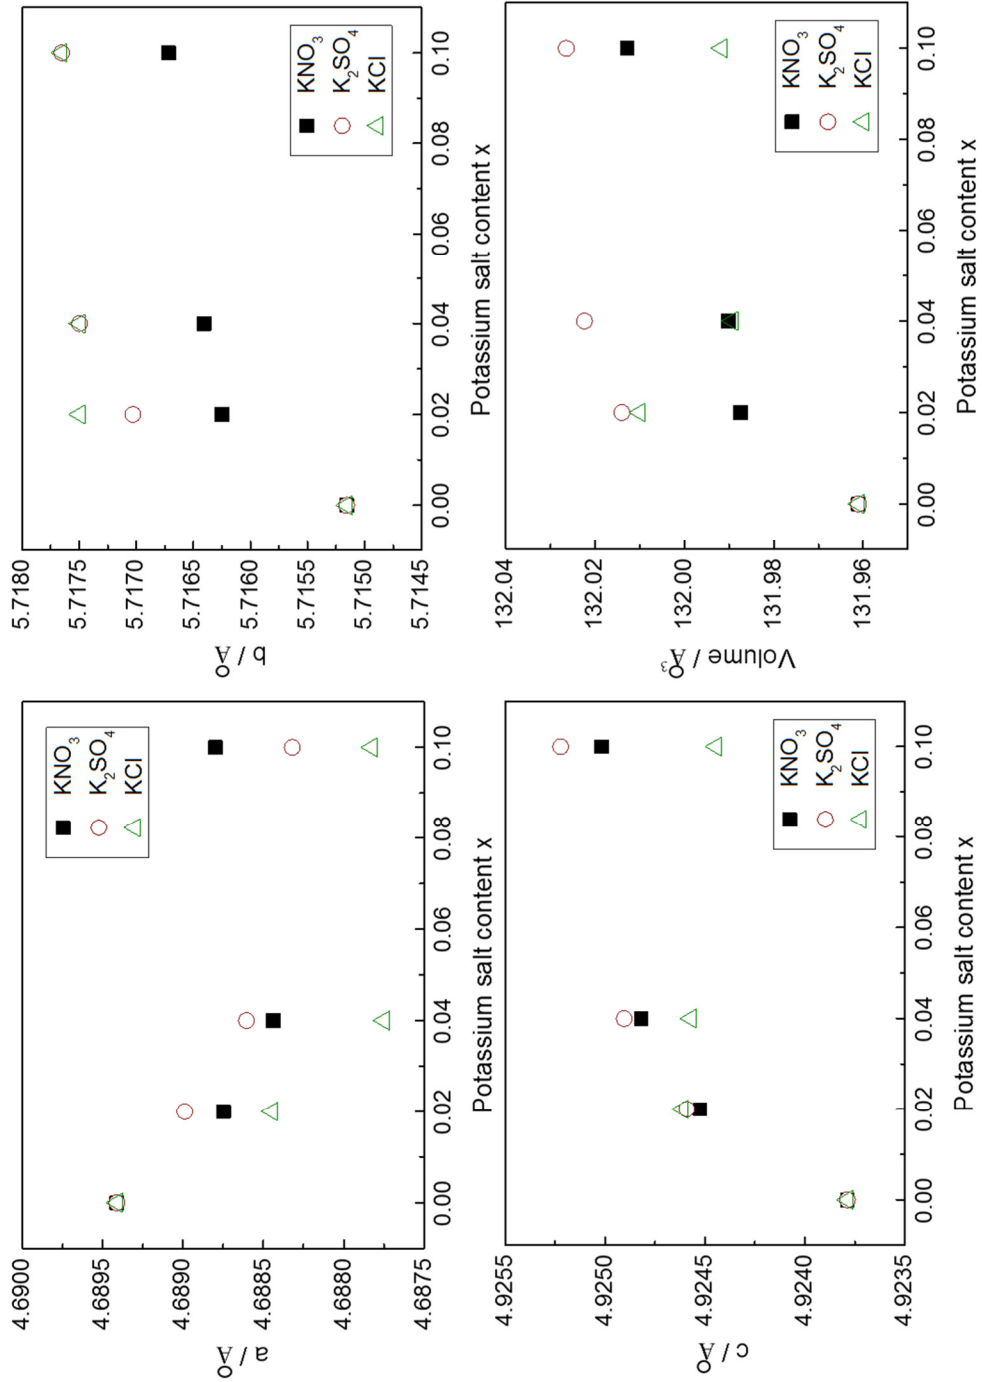 a / Å
4.6900
4.6895
4.6890
4.6885
4.6880
4.6875
KNO₃
K₂SO₄
KCl
0.00 0.02 0.04 0.06 0.08 0.10
Potassium salt content x
b / Å
5.7180
5.7175
5.7170
5.7165
5.7160
5.7155
5.7150
5.7145
KNO₃
K₂SO₄
KCl
0.00 0.02 0.04 0.06 0.08 0.10
Potassium salt content x
c / Å
4.9255
4.9250
4.9245
4.9240
4.9235
KNO₃
K₂SO₄
KCl
0.00 0.02 0.04 0.06 0.08 0.10
Potassium salt content x
Volume / Å³
132.04
132.02
132.00
131.98
131.96
KNO₃
K₂SO₄
KCl
0.00 0.02 0.04 0.06 0.08 0.10
Potassium salt content x